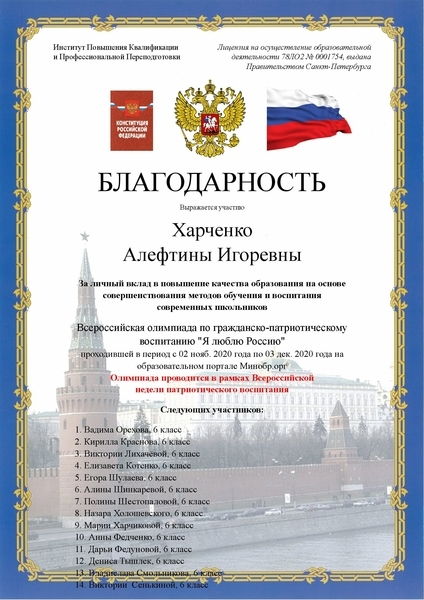 Институт Повышения Квалификации
и Профессиональной Переподготовки
Лицензия на осуществление образовательной
деятельности 78ЛО2 № 0001754, выдана
Правительством Санкт-Петербурга
КОНСТИТУЦИЯ
РОССИЙСКОЙ
ФЕДЕРАЦИИ
БЛАГОДАРНОСТЬ
Выражается участию
Харченко
Алефтины Игоревны
За личный вклад в повышение качества образования на основе
совершенствования методов обучения и воспитания
современных школьников
Всероссийская олимпиада по гражданско-патриотическому
воспитанию "Я люблю Россию"
проходившей в период с 02 нояб. 2020 года по 03 дек. 2020 года на
образовательном портале Минобр.орг
Олимпиада проводится в рамках Всероссийской
недели патриотического воспитания
Следующих участников:
1. Вадима Орехова, 6 класс
2. Кирилла Краснова, 6 класс
3. Виктории Лихачевой, 6 класс
4. Елизавета Котенко, 6 класс
5. Егора Шулаева, 6 класс
6. Алины Шинкаревой, 6 класс
7. Полины Шестопаловой, 6 класс
8. Назара Холошевского, 6 класс
9. Марии Харчиковой, 6 класс
10. Анны Федченко, 6 класс
11. Дарьи Федуновой, 6 класс
12. Дениса Тышлек, 6 класс
13. Владислава Смольникова, 6 класс
14. Виктории Сенькиной, 6 класс